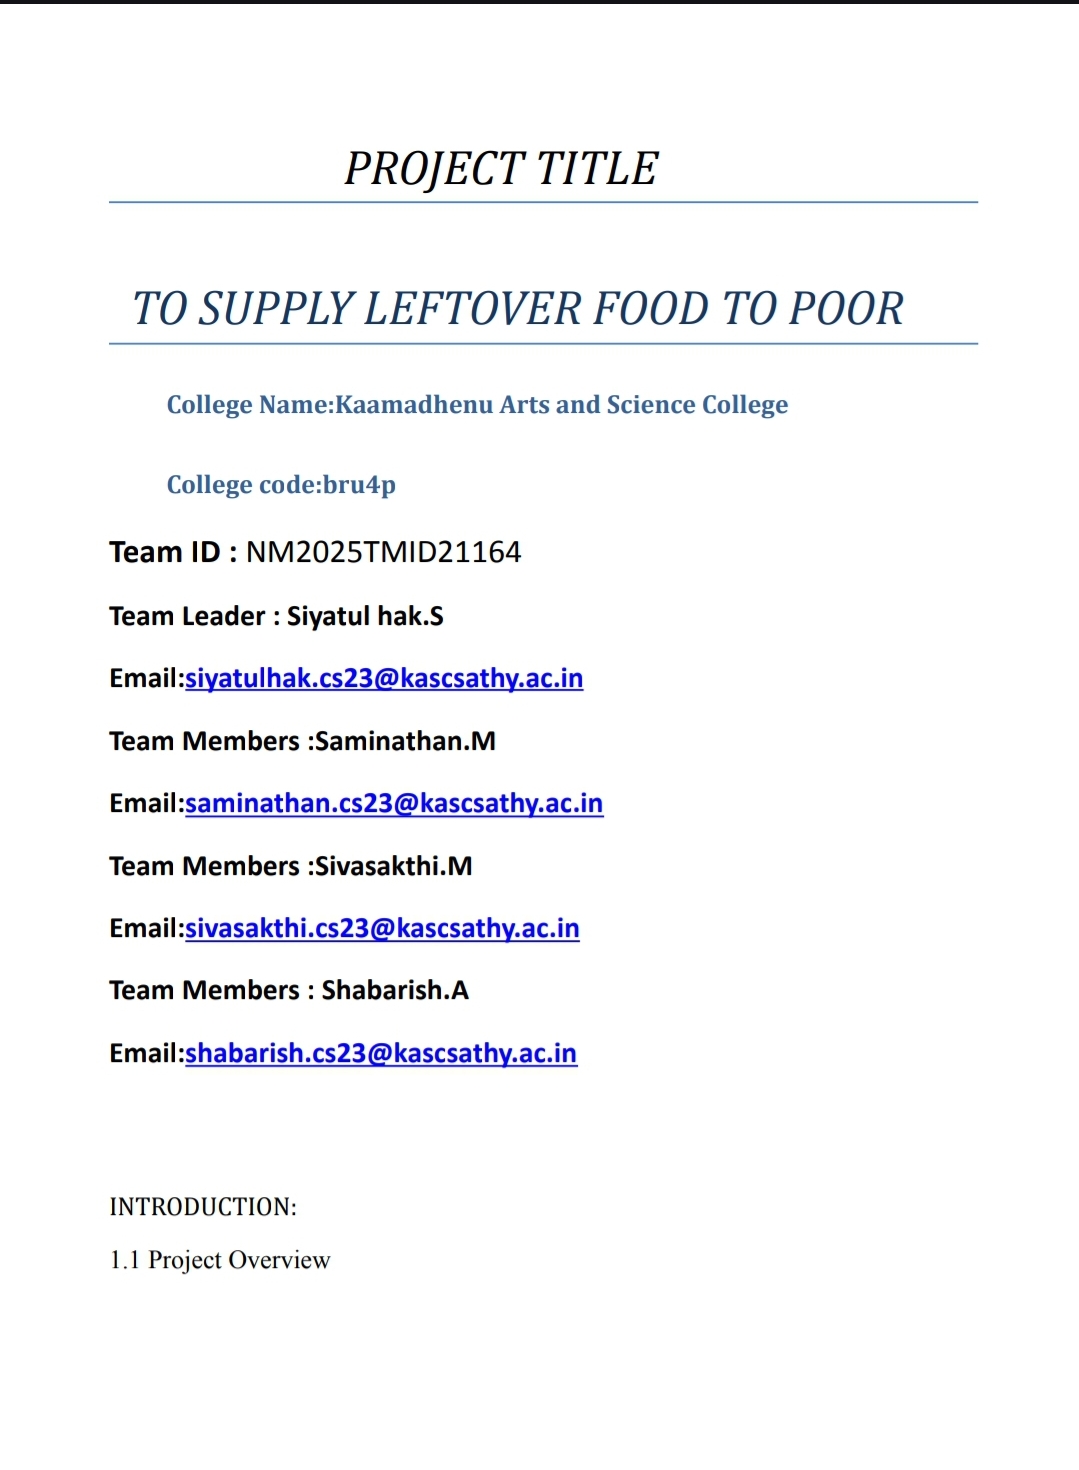 PROJECT TITLE
TO SUPPLY LEFTOVER FOOD TO POOR
College Name:Kaamadhenu Arts and Science College
College code:bru4p
Team ID : NM2025TMID21164
Team Leader : Siyatul hak.S
Email:siyatulhak.cs23@kascsathy.ac.in
Team Members :Saminathan.M
Email:saminathan.cs23@kascsathy.ac.in
Team Members :Sivasakthi.M
Email:sivasakthi.cs23@kascsathy.ac.in
Team Members : Shabarish.A
Email:shabarish.cs23@kascsathy.ac.in
INTRODUCTION:
1.1 Project Overview